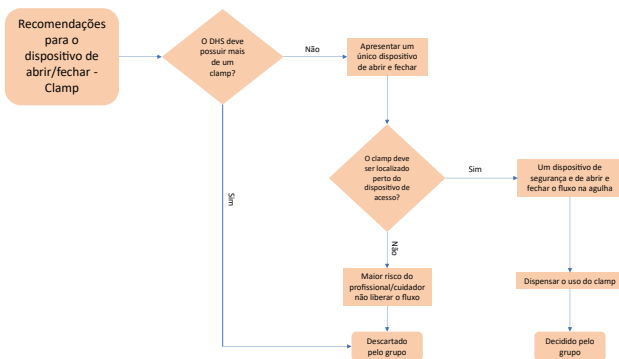 Recomendações
para o
dispositivo de
abrir/fechar -
Clamp
O DHS deve
possuir mais
de um
clamp?
Não
Apresentar um
único dispositivo
de abrir e fechar
O clamp deve
ser localizado
perto do
dispositivo de
acesso?
Sim
Um dispositivo de
segurança e de abrir e
fechar o fluxo na agulha
Sim
Não
Maior risco do
profissional/cuidador
não liberar o fluxo
Dispensar o uso do clamp
Descartado
pelo grupo
Decidido pelo
grupo